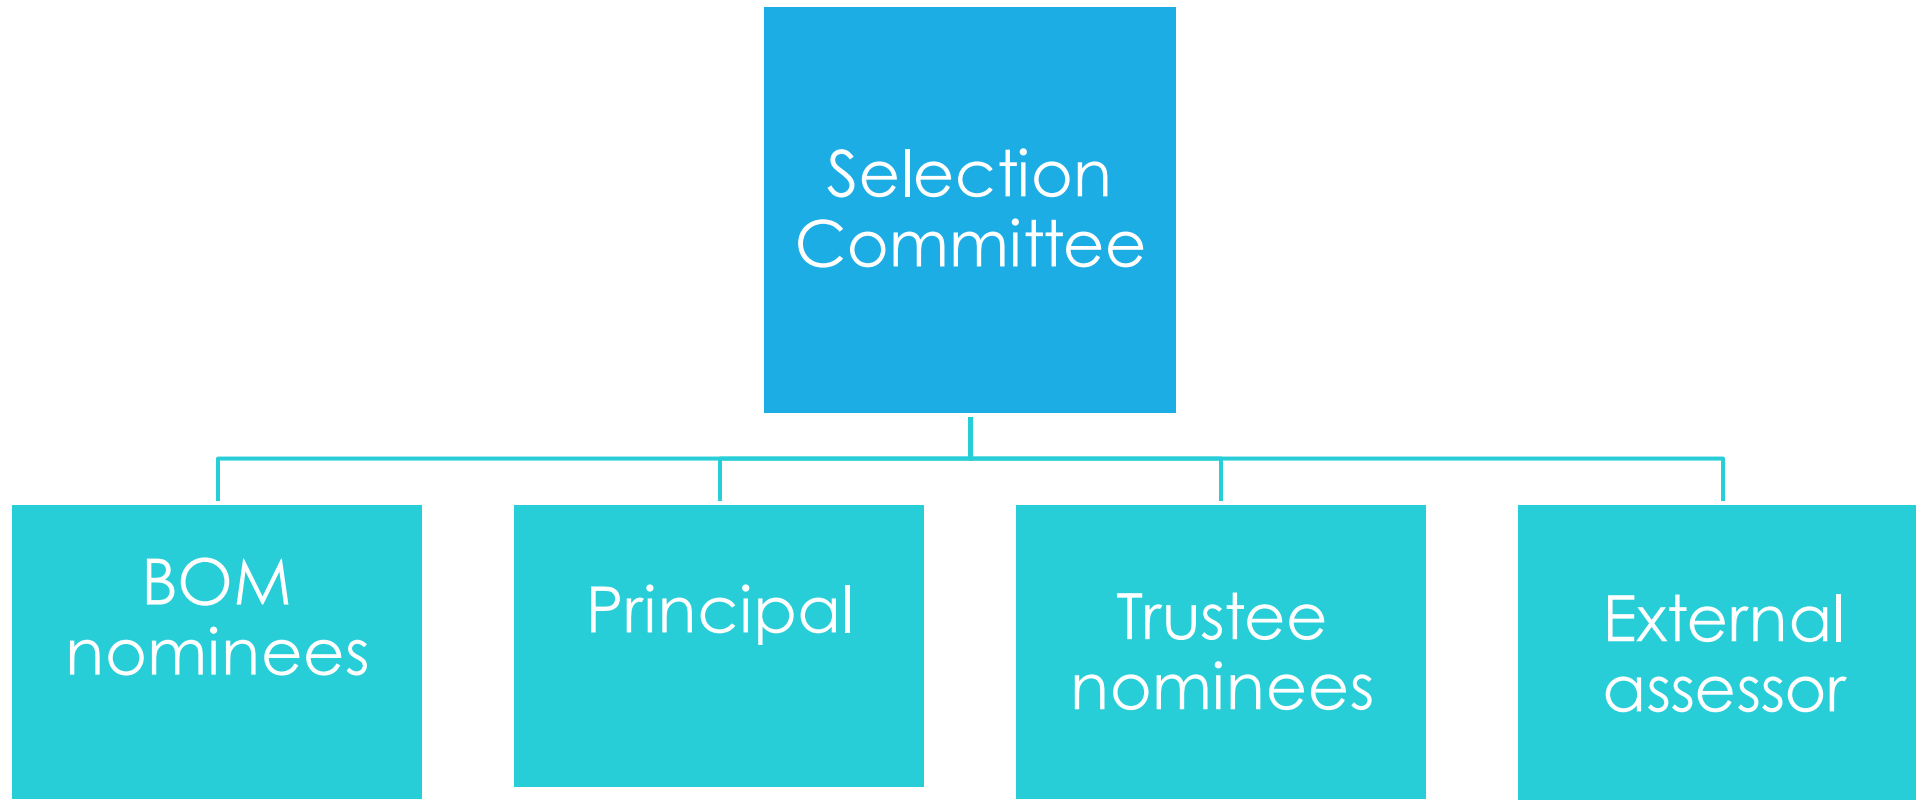 Selection
Committee
BOM
nominees
Principal
Trustee
nominees
External
assessor